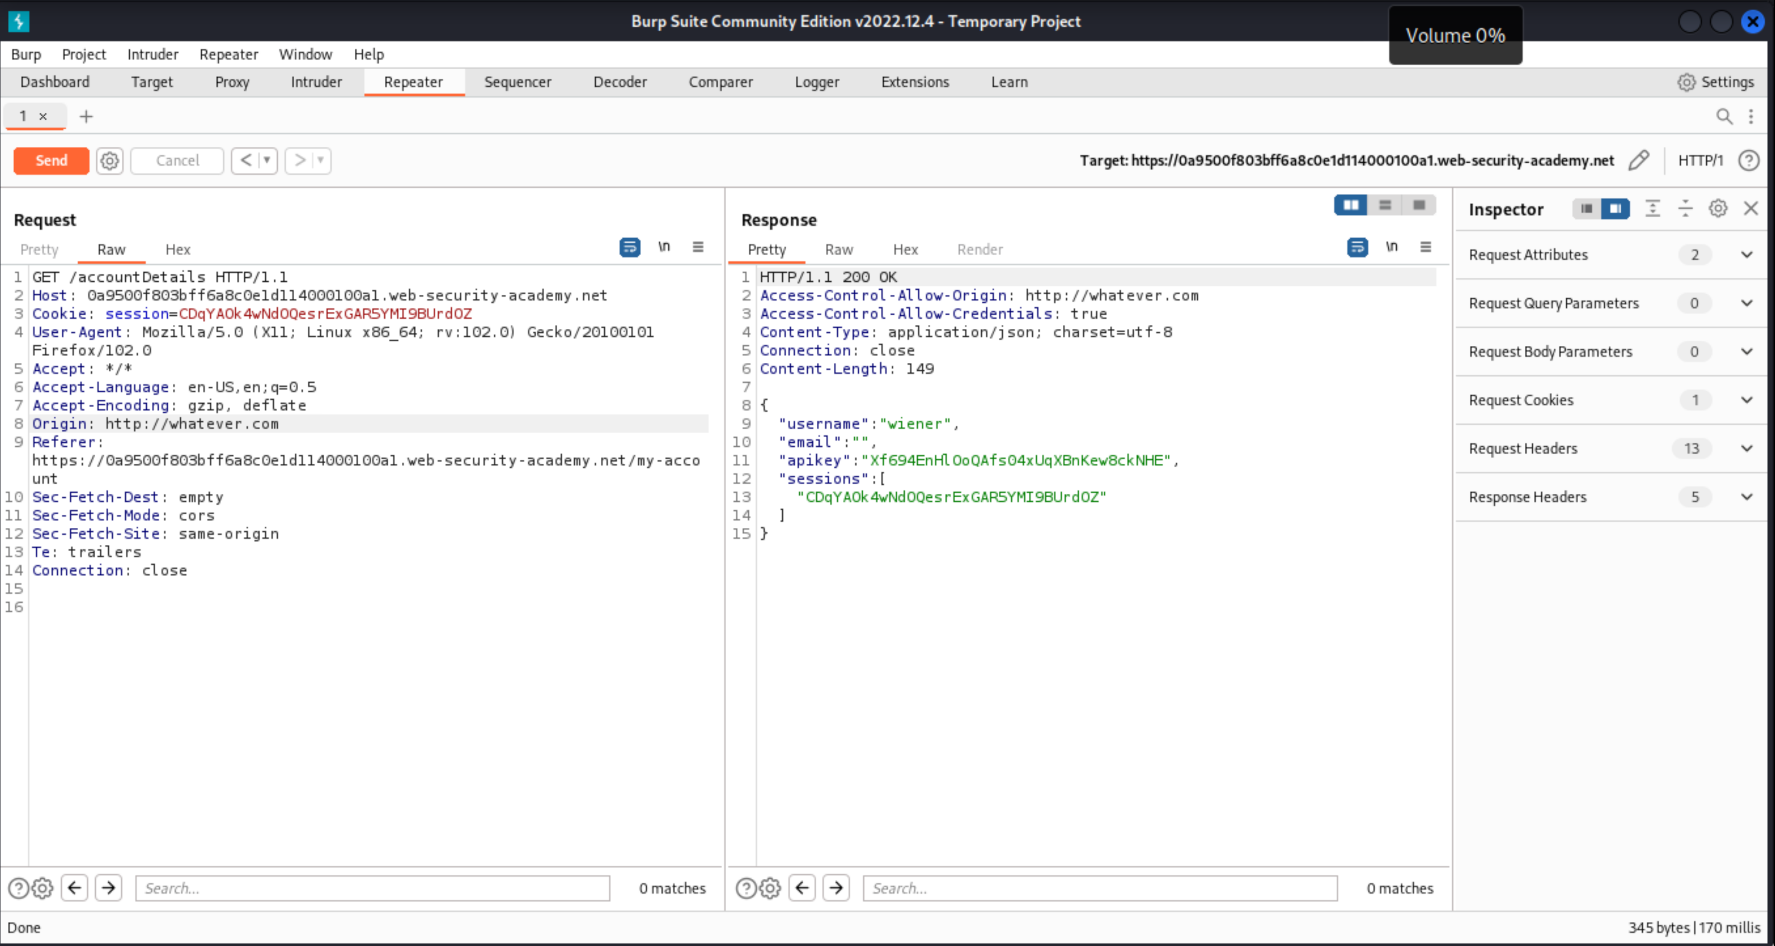 Burp Suite Community Edition v2022.12.4 - Temporary Project
Volume 0%
Burp Project Intruder Repeater Window Help
Dashboard Target Proxy Intruder Repeater Sequencer Decoder Comparer Logger Extensions Learn Settings
1 × +
Send Cancel < > Target: https://0a9500f803bff6a8c0e1d114000100a1.web-security-academy.net HTTP/1 ?
Request
Pretty Raw Hex \n
1 GET /accountDetails HTTP/1.1
2 Host: 0a9500f803bff6a8c0e1d114000100a1.web-security-academy.net
3 Cookie: session=CDqYAOk4wNdOQesrExGAR5YMI9BUrdOZ
4 User-Agent: Mozilla/5.0 (X11; Linux x86_64; rv:102.0) Gecko/20100101
Firefox/102.0
5 Accept: */*
6 Accept-Language: en-US,en;q=0.5
7 Accept-Encoding: gzip, deflate
8 Origin: http://whatever.com
9 Referer:
https://0a9500f803bff6a8c0e1d114000100a1.web-security-academy.net/my-acco
unt
10 Sec-Fetch-Dest: empty
11 Sec-Fetch-Mode: cors
12 Sec-Fetch-Site: same-origin
13 Te: trailers
14 Connection: close
15
16
Search... 0 matches
Response
Pretty Raw Hex Render \n
1 HTTP/1.1 200 OK
2 Access-Control-Allow-Origin: http://whatever.com
3 Access-Control-Allow-Credentials: true
4 Content-Type: application/json; charset=utf-8
5 Connection: close
6 Content-Length: 149
7
8 {
9 "username":"wiener",
10 "email":"",
11 "apikey":"Xf694EnHlOoQAfsO4xUqXBnKew8ckNHE",
12 "sessions":[
13 "CDqYAOk4wNdOQesrExGAR5YMI9BUrdOZ"
14 ]
15 }
Search... 0 matches
Inspector
Request Attributes 2
Request Query Parameters 0
Request Body Parameters 0
Request Cookies 1
Request Headers 13
Response Headers 5
Done 345 bytes | 170 millis